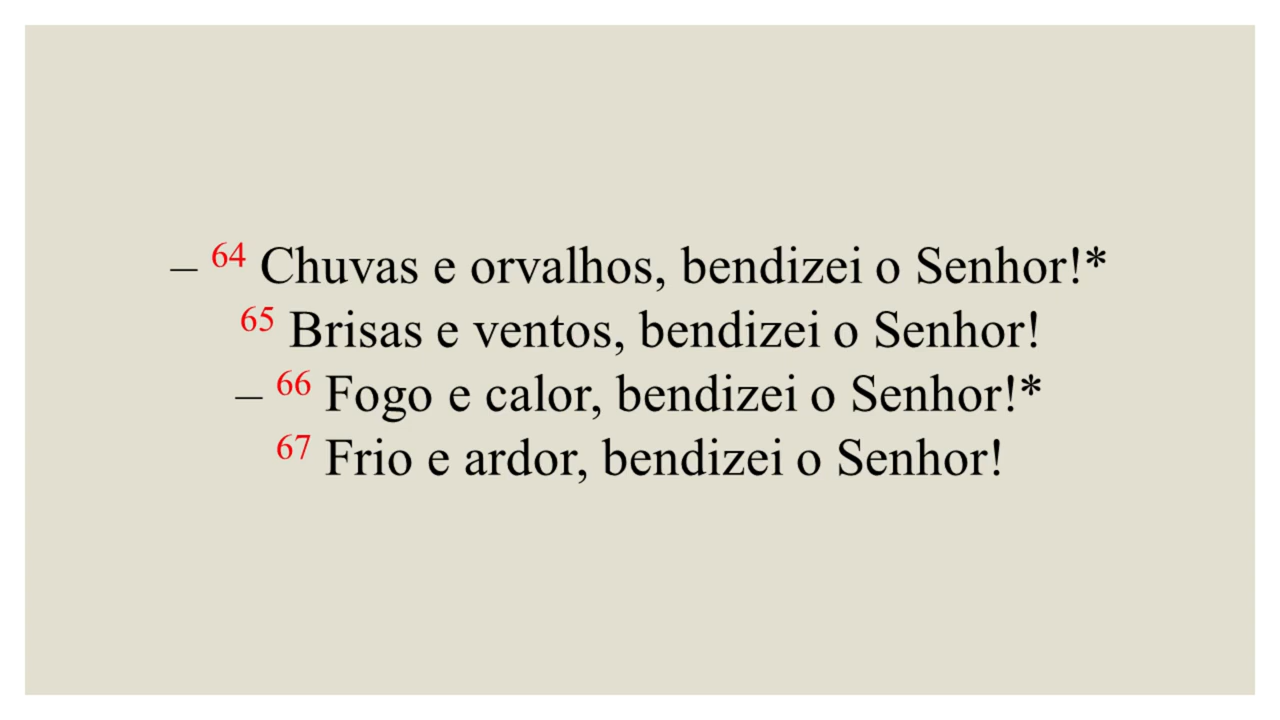 – 64 Chuvas e orvalhos, bendizei o Senhor!*
65 Brisas e ventos, bendizei o Senhor!
– 66 Fogo e calor, bendizei o Senhor!*
67 Frio e ardor, bendizei o Senhor!